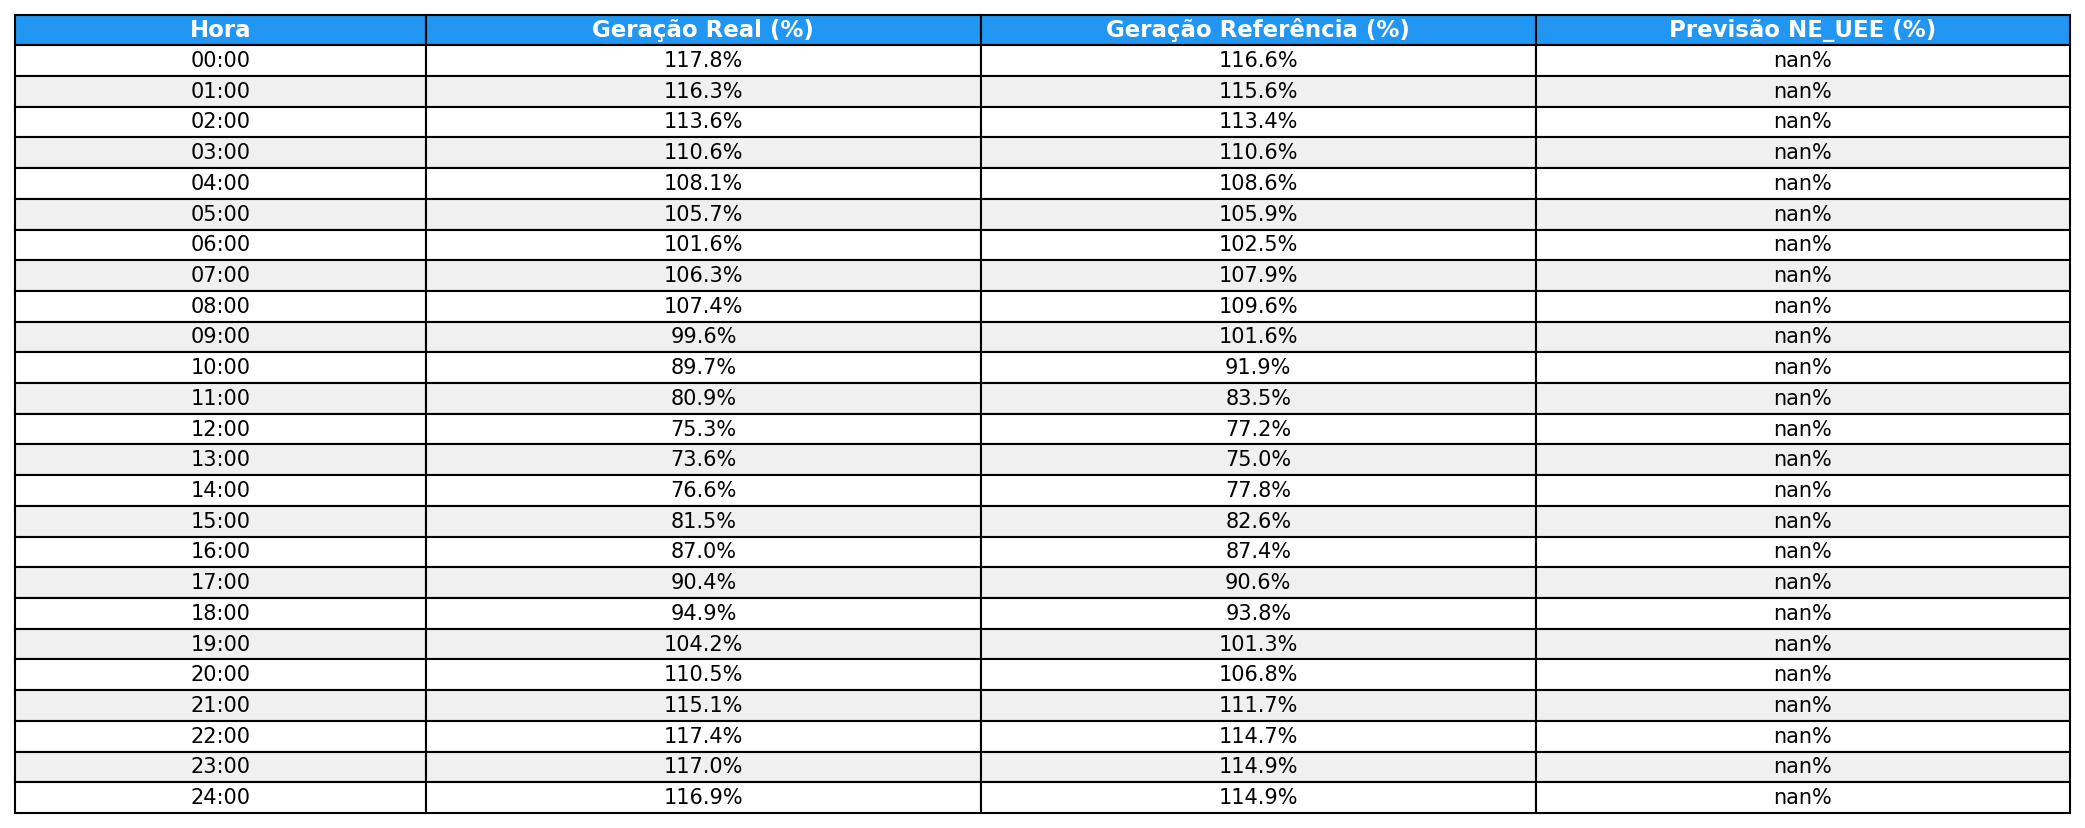 Hora Geração Real (%) Geração Referência (%) Previsão NE_UEE (%)
00:00 117.8% 116.6% nan%
01:00 116.3% 115.6% nan%
02:00 113.6% 113.4% nan%
03:00 110.6% 110.6% nan%
04:00 108.1% 108.6% nan%
05:00 105.7% 105.9% nan%
06:00 101.6% 102.5% nan%
07:00 106.3% 107.9% nan%
08:00 107.4% 109.6% nan%
09:00 99.6% 101.6% nan%
10:00 89.7% 91.9% nan%
11:00 80.9% 83.5% nan%
12:00 75.3% 77.2% nan%
13:00 73.6% 75.0% nan%
14:00 76.6% 77.8% nan%
15:00 81.5% 82.6% nan%
16:00 87.0% 87.4% nan%
17:00 90.4% 90.6% nan%
18:00 94.9% 93.8% nan%
19:00 104.2% 101.3% nan%
20:00 110.5% 106.8% nan%
21:00 115.1% 111.7% nan%
22:00 117.4% 114.7% nan%
23:00 117.0% 114.9% nan%
24:00 116.9% 114.9% nan%